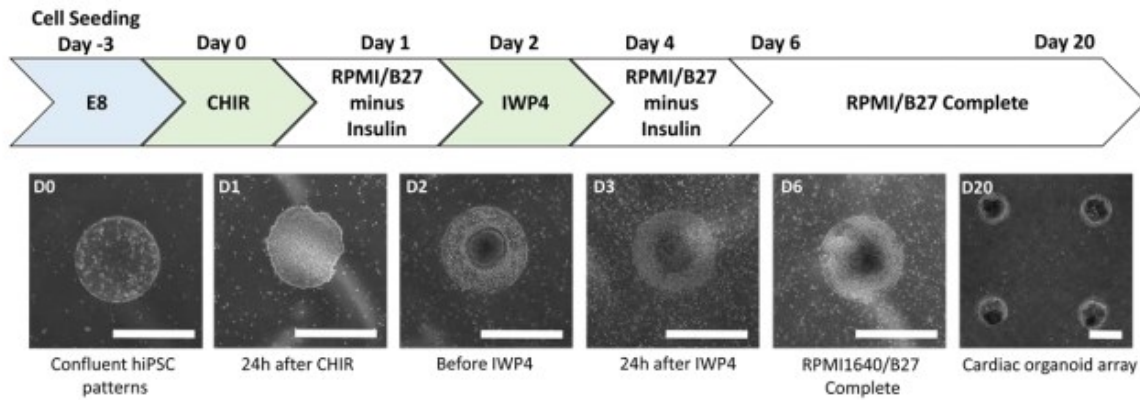 Cell Seeding
Day -3 Day 0 Day 1 Day 2 Day 4 Day 6 Day 20
E8
CHIR
RPMI/B27
minus
Insulin
IWP4
RPMI/B27
minus
Insulin
RPMI/B27 Complete
D0 D1 D2 D3 D6 D20
Confluent hiPSC
patterns
24h after CHIR
Before IWP4
24h after IWP4
RPMI1640/B27
Complete
Cardiac organoid array